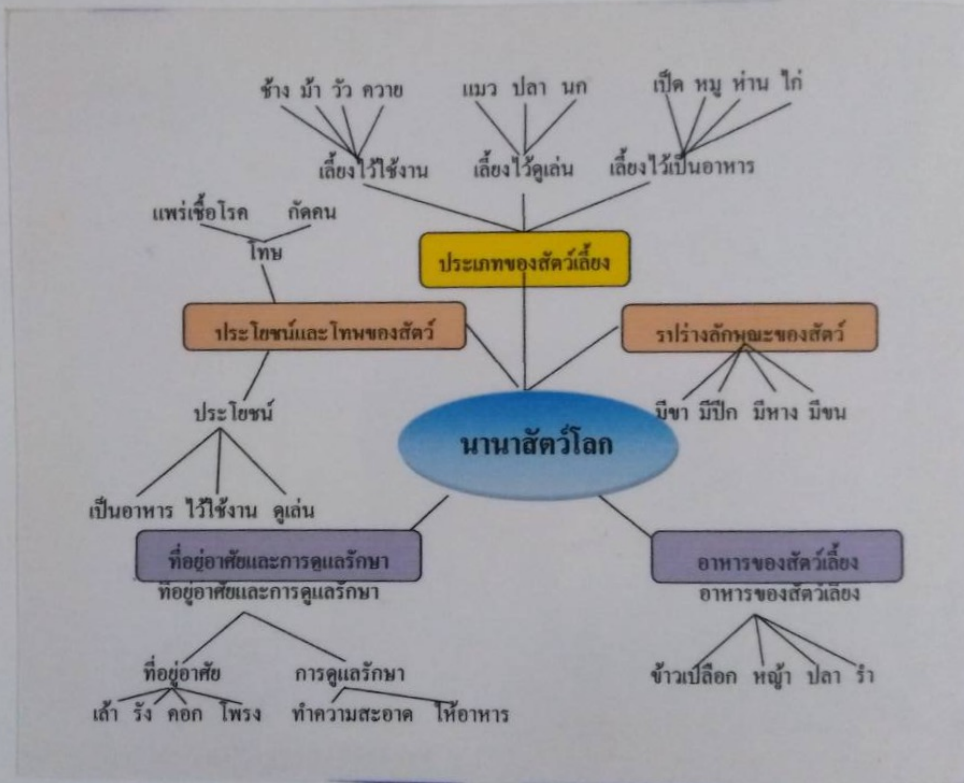 ช้าง ม้า วัว ควาย
แมว ปลา นก
เป็ด หมู ห่าน ไก่
เลี้ยงไว้ใช้งาน
เลี้ยงไว้ดูเล่น
เลี้ยงไว้เป็นอาหาร
แพร่เชื้อโรค กัดคน
โทษ
ประเภทของสัตว์เลี้ยง
ประโยชน์และโทพของสัตว์
รปร่างลักษณะของสัตว์
ประโยชน์
มีขา มีปีก มีหาง มีขน
นานาสัตว์โลก
เป็นอาหาร ไว้ใช้งาน ดูเล่น
ที่อยู่อาศัยและการดูแลรักษา
ที่อยู่อาศัยและการดูแลรักษา
อาหารของสัตว์เลี้ยง
อาหารของสัตว์เลี้ยง
ที่อยู่อาศัย
การดูแลรักษา
ข้าวเปลือก หญ้า ปลา รำ
เล้า รัง คอก โพรง
ทำความสะอาด ให้อาหาร